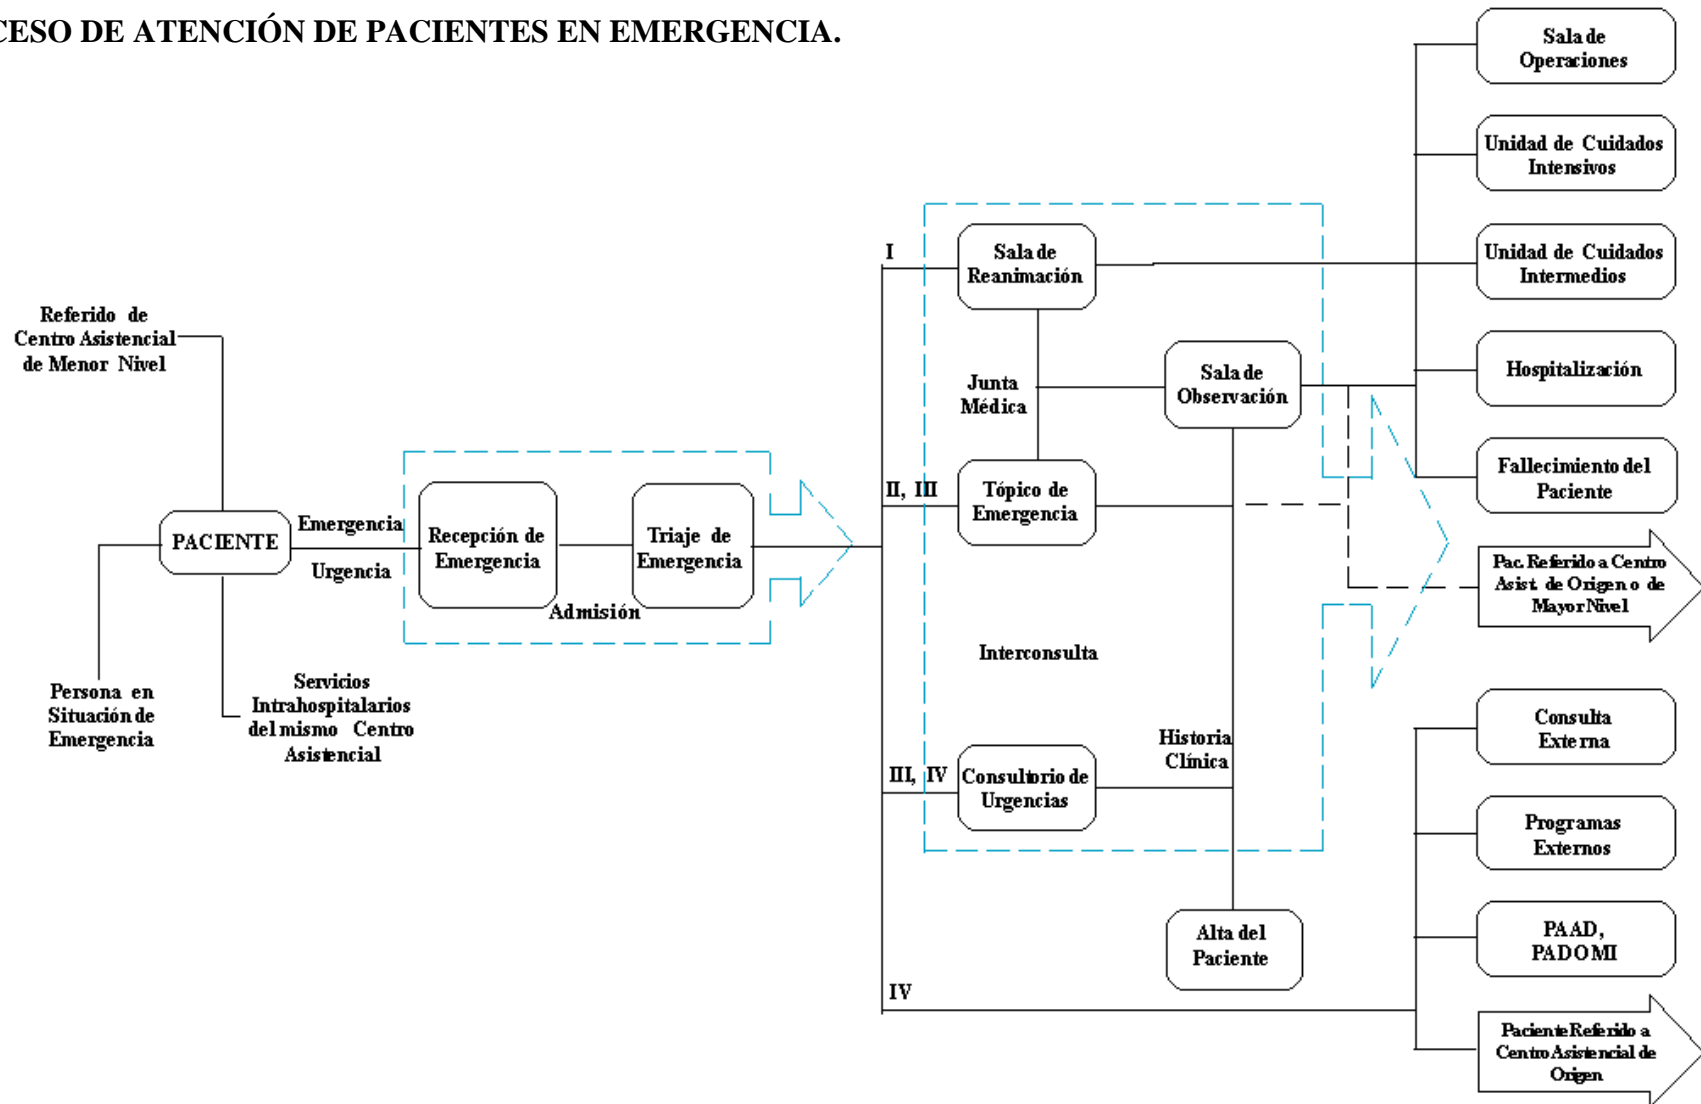 CESO DE ATENCIÓN DE PACIENTES EN EMERGENCIA.
Referido de
Centro Asistencial
de Menor Nivel
PACIENTE
Persona en
Situación de
Emergencia
Servicios
Intrahospitalarios
del mismo Centro
Asistencial
Emergencia
Urgencia
Recepción de
Emergencia
Triaje de
Emergencia
Admisión
I
II, III
III, IV
IV
Sala de
Reanimación
Junta
Médica
Tópico de
Emergencia
Interconsulta
Consultorio de
Urgencias
Sala de
Observación
Historia
Clínica
Alta del
Paciente
Sala de
Operaciones
Unidad de Cuidados
Intensivos
Unidad de Cuidados
Intermedios
Hospitalización
Fallecimiento del
Paciente
Pac. Referido a Centro
Asist. de Origen o de
Mayor Nivel
Consulta
Externa
Programas
Externos
PAAD,
PADOMI
Paciente Referido a
Centro Asistencial de
Origen